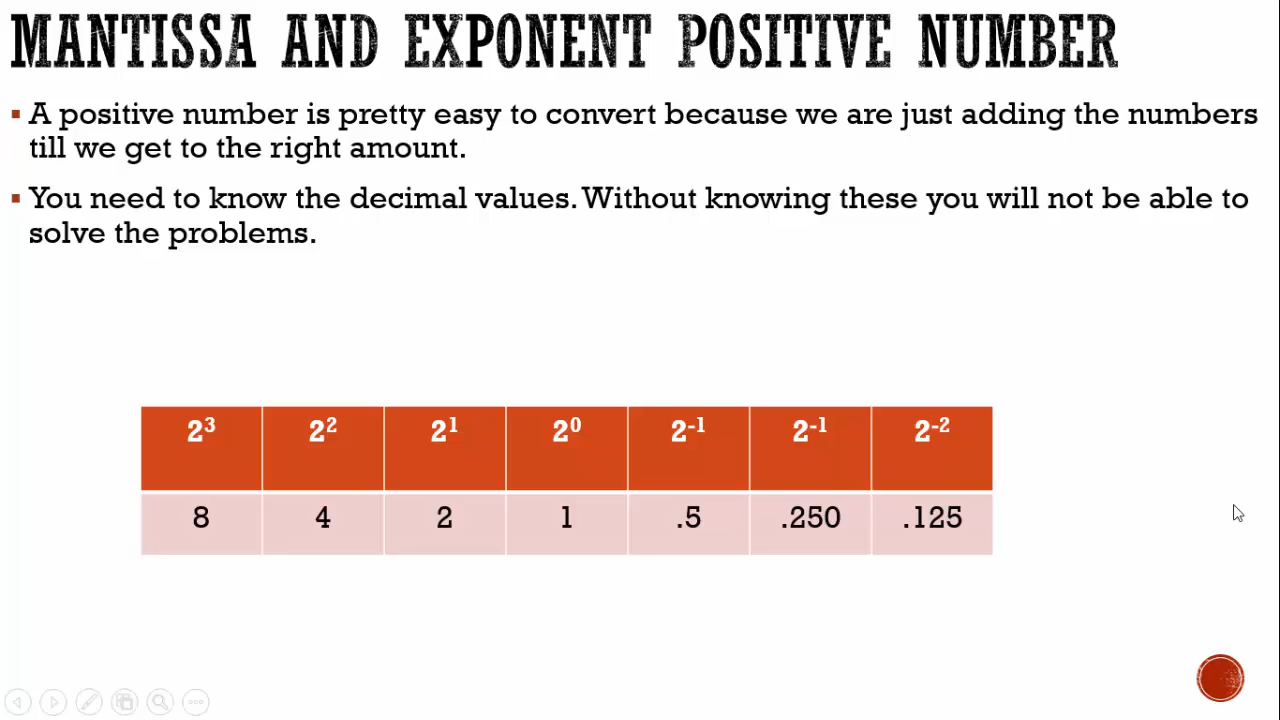 MANTISSA AND EXPONENT POSITIVE NUMBER
▪ A positive number is pretty easy to convert because we are just adding the numbers
till we get to the right amount.
▪ You need to know the decimal values. Without knowing these you will not be able to
solve the problems.
2³ 2² 2¹ 2⁰ 2⁻¹ 2⁻¹ 2⁻²
8 4 2 1 .5 .250 .125